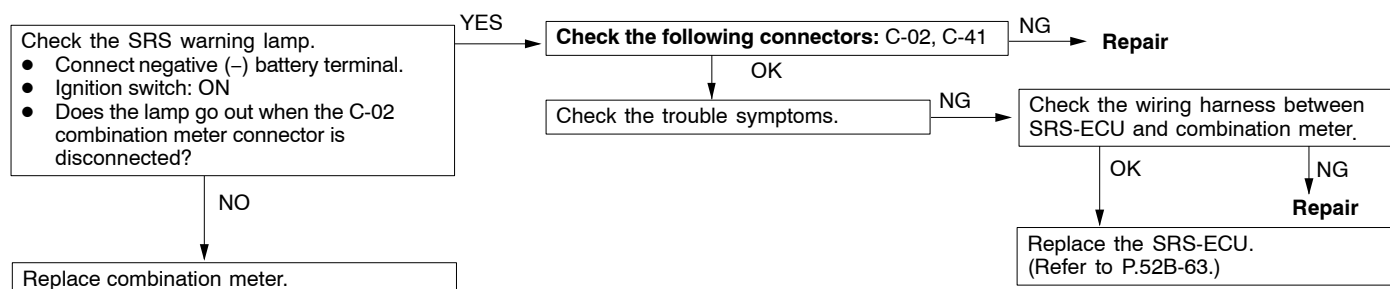 Check the SRS warning lamp.
● Connect negative (–) battery terminal.
● Ignition switch: ON
● Does the lamp go out when the C-02
combination meter connector is
disconnected?
YES
Check the following connectors: C-02, C-41
NG
Repair
OK
Check the trouble symptoms.
NG
Check the wiring harness between
SRS-ECU and combination meter.
OK
NG
Repair
Replace the SRS-ECU.
(Refer to P.52B-63.)
NO
Replace combination meter.